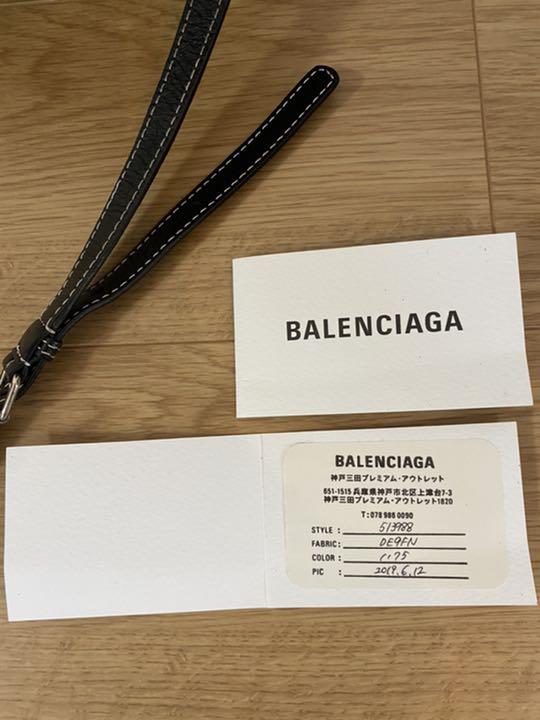 BALENCIAGA
BALENCIAGA
神戸三田プレミアム・アウトレット
651-1515 兵庫県神戸市北区上津台7-3
神戸三田プレミアム・アウトレット1820
T:078 986 0090
STYLE : 513988
FABRIC: DE9FN
COLOR : 1175
PIC : 2019.6.12